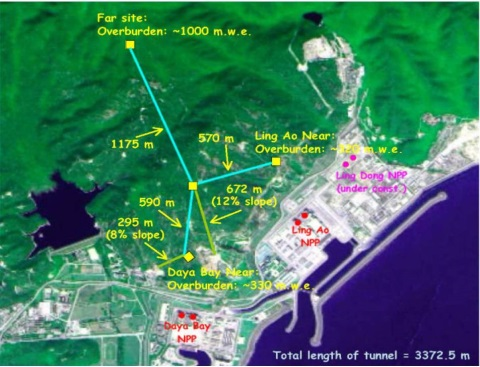 Far site:
Overburden: ~1000 m.w.e.
1175 m
570 m
Ling Ao Near:
Overburden: m.w.e.
Ling Dong NPP
(under const.)
590 m
672 m
(12% slope)
295 m
(8% slope)
Ling Ao
NPP
Daya Bay Near:
Overburden: ~330 m.w.e.
Daya Bay
NPP
Total length of tunnel = 3372.5 m